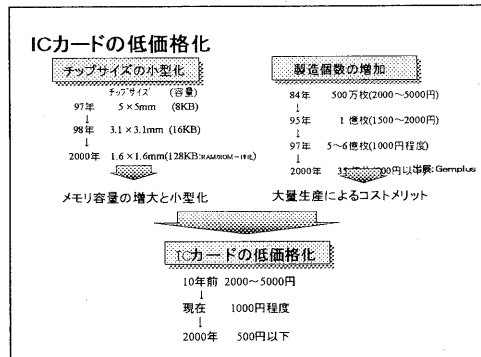 ICカードの低価格化
チップサイズの小型化
チップサイズ (容量)
97年 5×5mm (8KB)
↓
98年 3.1×3.1mm (16KB)
↓
2000年 1.6×1.6mm(128KB:RAM/ROM一体化)
メモリ容量の増大と小型化
製造個数の増加
84年 500万枚(2000〜5000円)
↓
95年 1億枚(1500〜2000円)
↓
97年 5〜6億枚(1000円程度)
↓
2000年 Gemplus
大量生産によるコストメリット
ICカードの低価格化
10年前 2000〜5000円
↓
現在 1000円程度
↓
2000年 500円以下